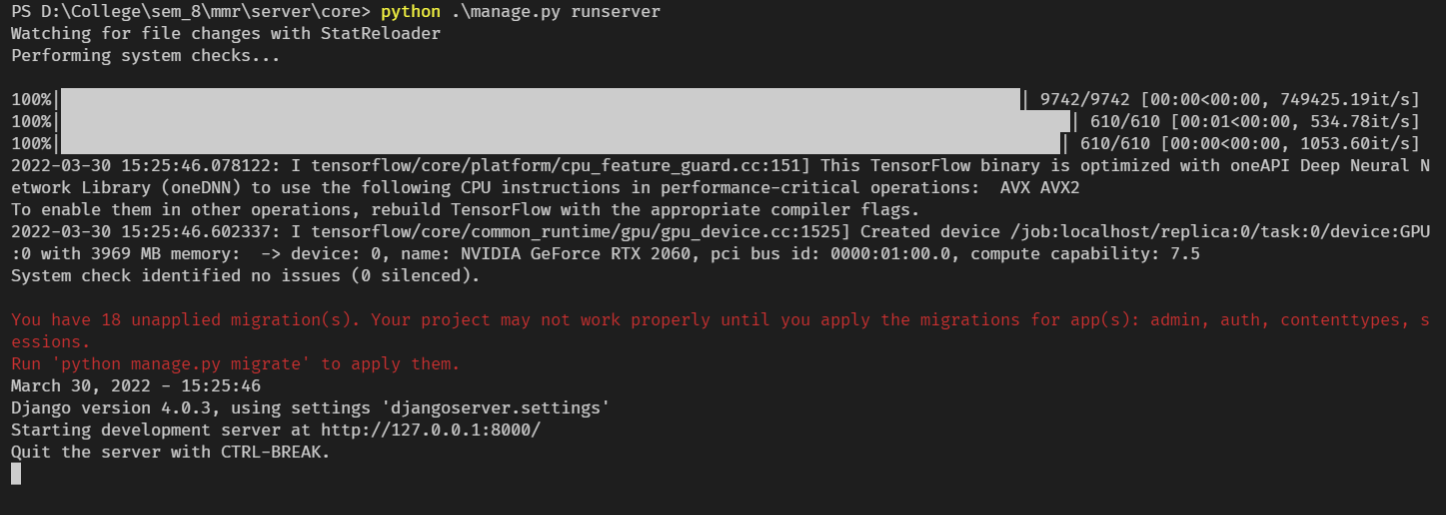 PS D:\College\sem_8\mmr\server\core> python .\manage.py runserver
Watching for file changes with StatReloader
Performing system checks...
100%| | 9742/9742 [00:00<00:00, 749425.19it/s]
100%| | 610/610 [00:01<00:00, 534.78it/s]
100%| | 610/610 [00:00<00:00, 1053.60it/s]
2022-03-30 15:25:46.078122: I tensorflow/core/platform/cpu_feature_guard.cc:151] This TensorFlow binary is optimized with oneAPI Deep Neural N
etwork Library (oneDNN) to use the following CPU instructions in performance-critical operations:  AVX AVX2
To enable them in other operations, rebuild TensorFlow with the appropriate compiler flags.
2022-03-30 15:25:46.602337: I tensorflow/core/common_runtime/gpu/gpu_device.cc:1525] Created device /job:localhost/replica:0/task:0/device:GPU
:0 with 3969 MB memory:  -> device: 0, name: NVIDIA GeForce RTX 2060, pci bus id: 0000:01:00.0, compute capability: 7.5
System check identified no issues (0 silenced).
You have 18 unapplied migration(s). Your project may not work properly until you apply the migrations for app(s): admin, auth, contenttypes, s
essions.
Run 'python manage.py migrate' to apply them.
March 30, 2022 - 15:25:46
Django version 4.0.3, using settings 'djangoserver.settings'
Starting development server at http://127.0.0.1:8000/
Quit the server with CTRL-BREAK.